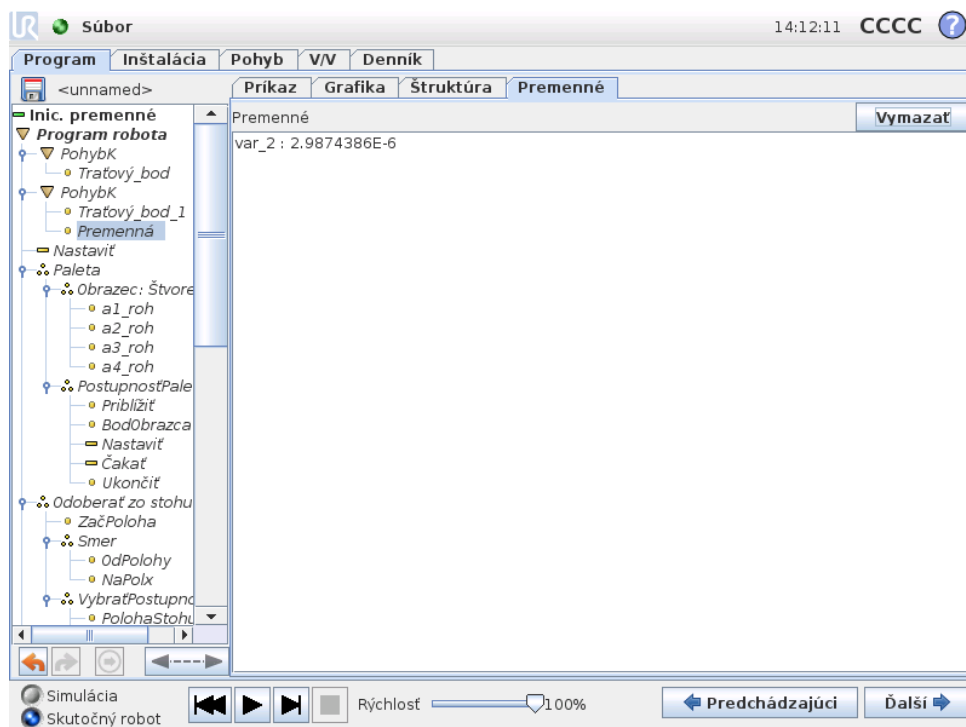 UR Súbor 14:12:11 CCCC ?
Program Inštalácia Pohyb V/V Denník
<unnamed> Príkaz Grafika Štruktúra Premenné
Premenné Vymazať
var_2 : 2.9874386E-6
Inic. premenné
Program robota
PohybK
Traťový_bod
PohybK
Traťový_bod_1
Premenná
Nastaviť
Paleta
Obrazec: Štvore
a1_roh
a2_roh
a3_roh
a4_roh
PostupnosťPale
Priblížiť
BodObrazca
Nastaviť
Čakať
Ukončiť
Odoberať zo stohu
ZačPoloha
Smer
OdPolohy
NaPolx
VybraťPostupno
PolohaStohu
Simulácia
Skutočný robot
Rýchlosť 100% Predchádzajúci Ďalší